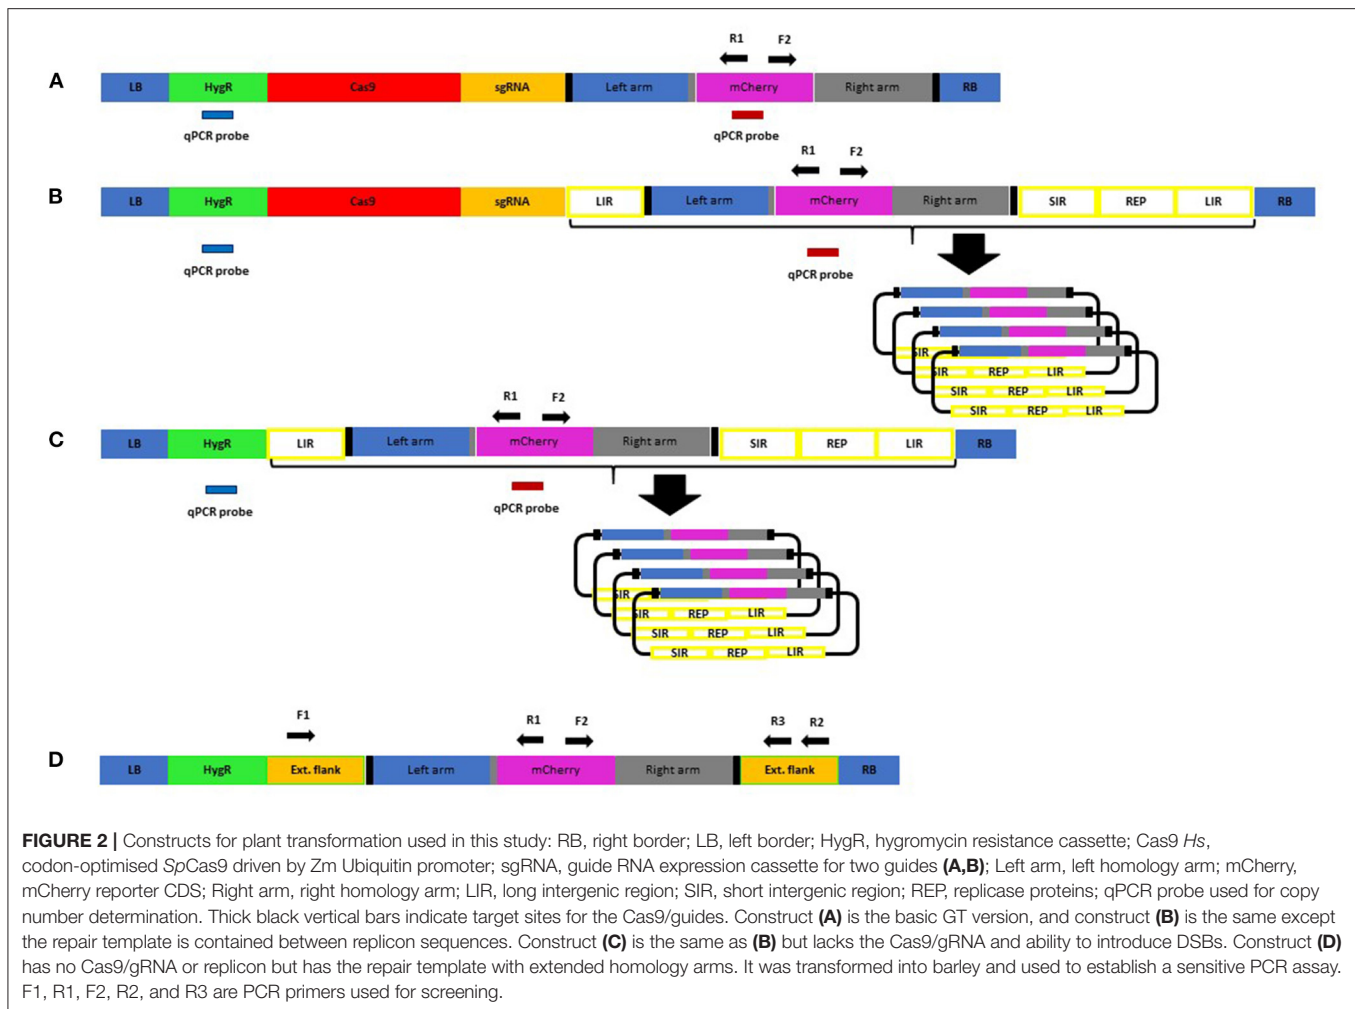 R1 F2
A LB HygR Cas9 sgRNA Left arm mCherry Right arm RB
qPCR probe qPCR probe
R1 F2
B LB HygR Cas9 sgRNA LIR Left arm mCherry Right arm SIR REP LIR RB
qPCR probe qPCR probe
SIR
SIR REP LIR
SIR REP LIR
SIR REP LIR
R1 F2
C LB HygR LIR Left arm mCherry Right arm SIR REP LIR RB
qPCR probe qPCR probe
SIR
SIR REP LIR
SIR REP LIR
SIR REP LIR
F1 R1 F2 R3 R2
D LB HygR Ext. flank Left arm mCherry Right arm Ext. flank RB
FIGURE 2 | Constructs for plant transformation used in this study: RB, right border; LB, left border; HygR, hygromycin resistance cassette; Cas9 Hs,
codon-optimised SpCas9 driven by Zm Ubiquitin promoter; sgRNA, guide RNA expression cassette for two guides (A,B); Left arm, left homology arm; mCherry,
mCherry reporter CDS; Right arm, right homology arm; LIR, long intergenic region; SIR, short intergenic region; REP, replicase proteins; qPCR probe used for copy
number determination. Thick black vertical bars indicate target sites for the Cas9/guides. Construct (A) is the basic GT version, and construct (B) is the same except
the repair template is contained between replicon sequences. Construct (C) is the same as (B) but lacks the Cas9/gRNA and ability to introduce DSBs. Construct (D)
has no Cas9/gRNA or replicon but has the repair template with extended homology arms. It was transformed into barley and used to establish a sensitive PCR assay.
F1, R1, F2, R2, and R3 are PCR primers used for screening.